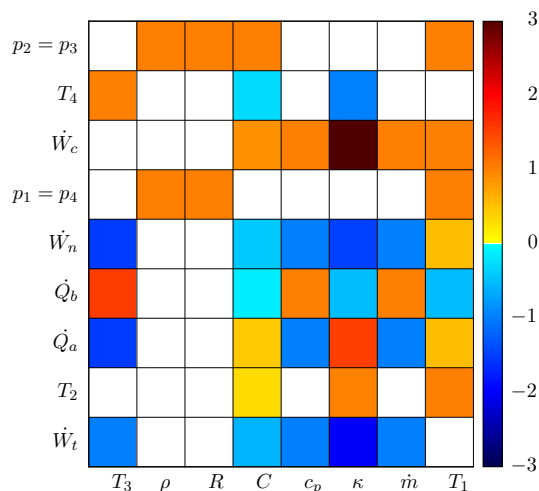 p₂ = p₃
T₄
Ẇ_c
p₁ = p₄
Ẇ_n
Q̇_b
Q̇_a
T₂
Ẇ_t
T₃ ρ R C c_p κ ṁ T₁
3
2
1
0
−1
−2
−3